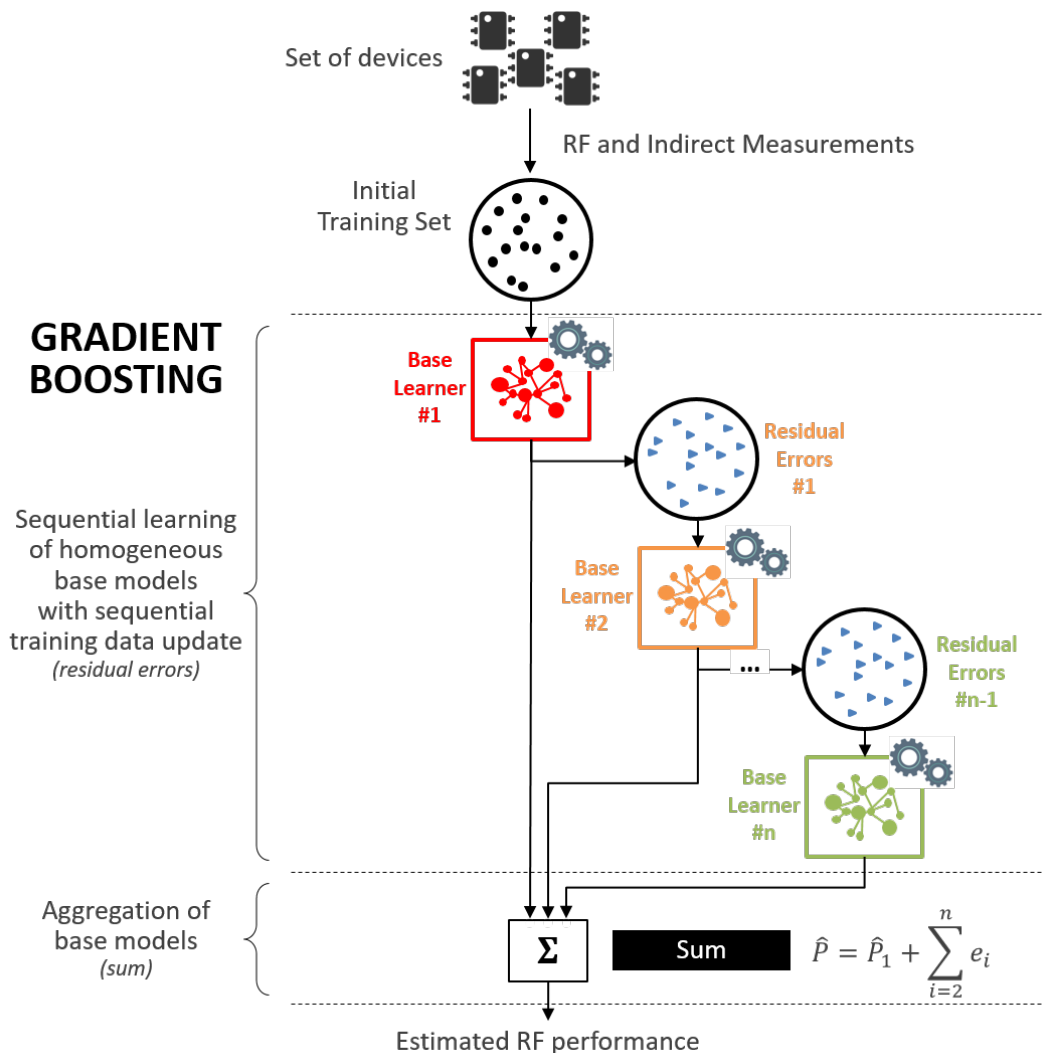 Set of devices
RF and Indirect Measurements
Initial
Training Set
GRADIENT
BOOSTING
Base
Learner
#1
Residual
Errors
#1
Sequential learning
of homogeneous
base models
with sequential
training data update
(residual errors)
Base
Learner
#2
...
Residual
Errors
#n-1
Base
Learner
#n
Aggregation of
base models
(sum)
Σ
Sum
P̂ = P̂₁ + ∑ⁿᵢ₌₂ eᵢ
Estimated RF performance